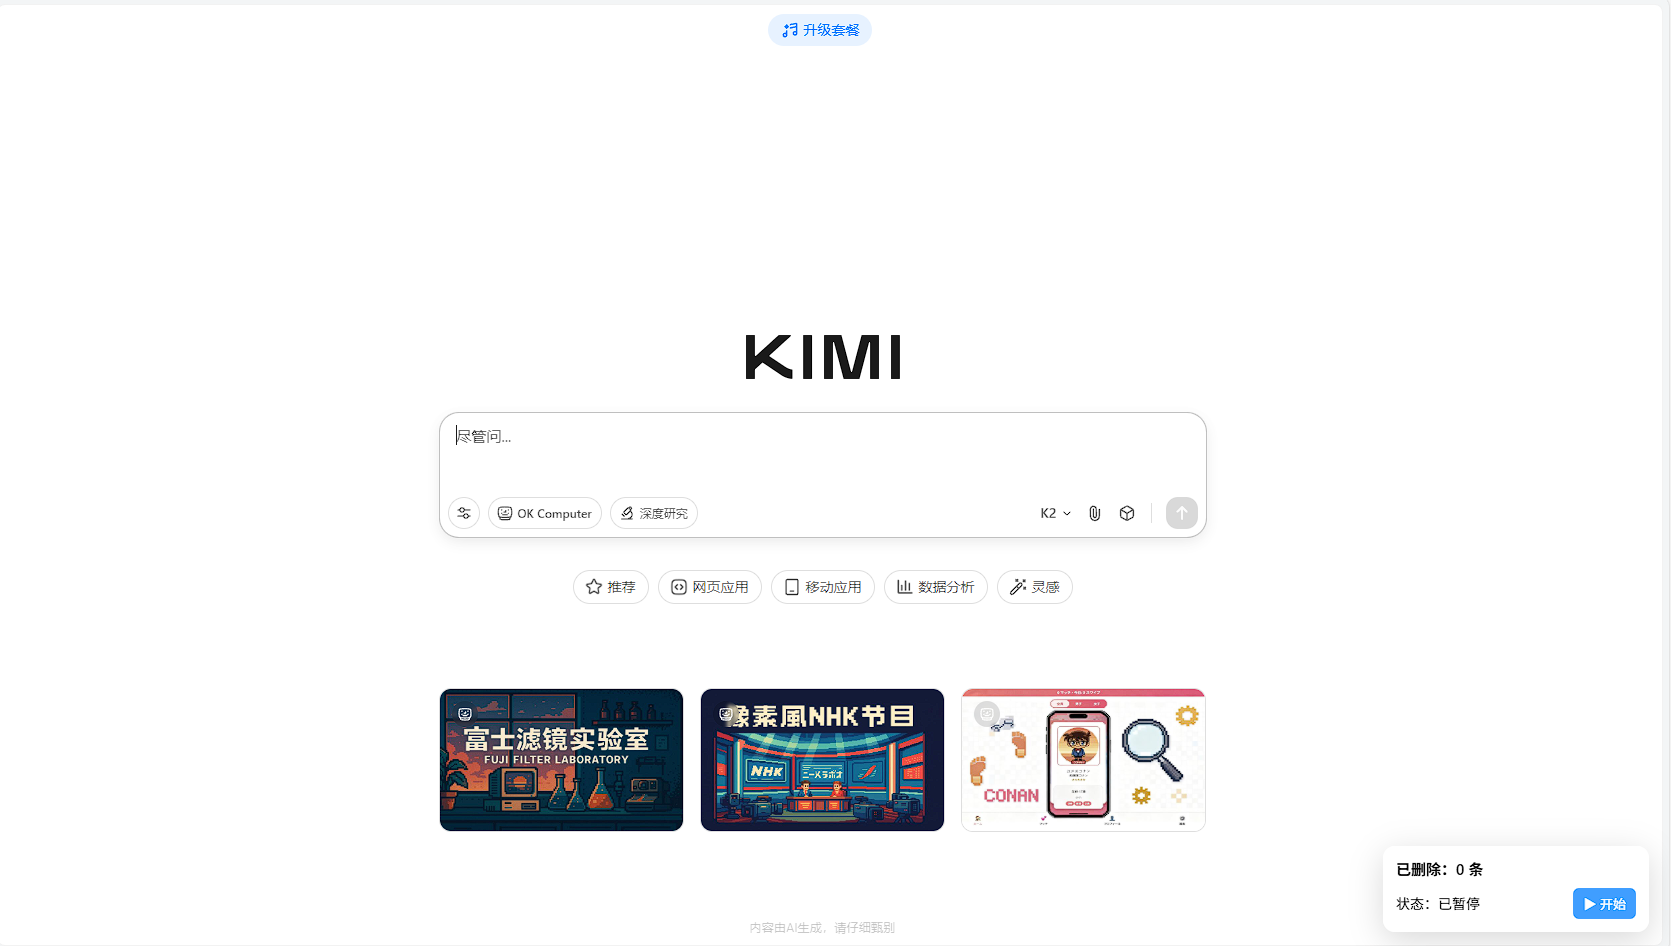 升级套餐
KIMI
尽管问...
OK Computer
深度研究
K2
推荐
网页应用
移动应用
数据分析
灵感
富士滤镜实验室
FUJI FILTER LABORATORY
像素風NHK节目
NHK
CONAN
已删除：0 条
状态：已暂停
开始
内容由AI生成，请仔细甄别